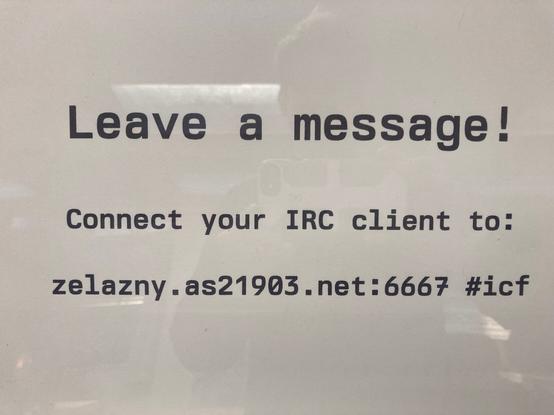 Leave a message!
Connect your IRC client to:
zelazny.as21903.net:6667 #icf